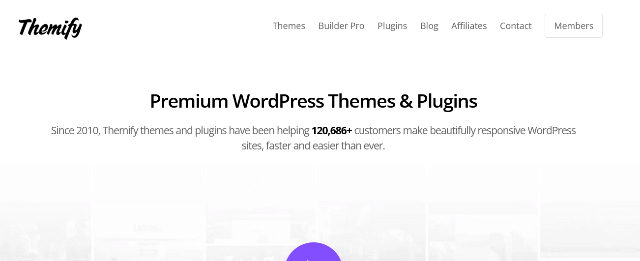 Themify
Themes Builder Pro Plugins Blog Affiliates Contact Members
Premium WordPress Themes & Plugins
Since 2010, Themify themes and plugins have been helping 120,686+ customers make beautifully responsive WordPress
sites, faster and easier than ever.